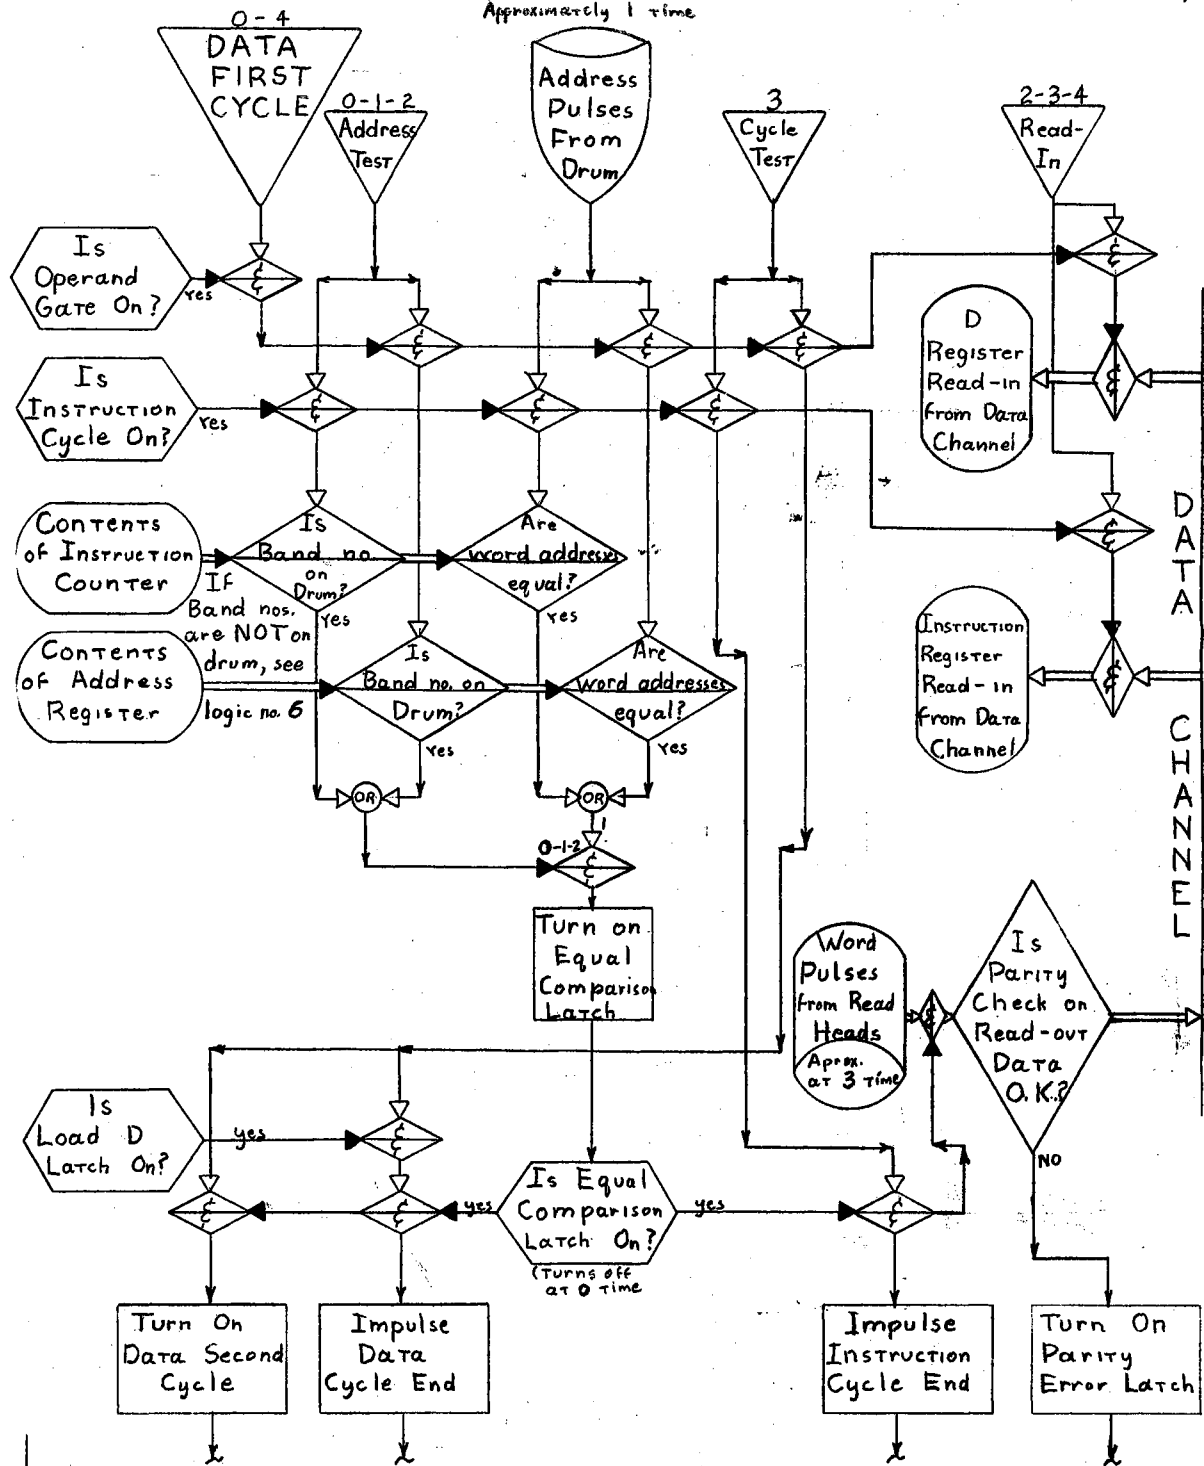 Approximately 1 Time
0-4
DATA
FIRST
CYCLE
0-1-2
Address
Test
Address
Pulses
From
Drum
3
Cycle
Test
2-3-4
Read-
In
Is
Operand
Gate On?
Yes
&
&
&
&
&
D
Register
Read-in
from Data
Channel
&
Is
Instruction
Cycle On?
Yes
&
&
&
Contents
of Instruction
Counter
Is
Band no.
on
Drum?
Yes
Are
word addresses
equal?
Yes
&
If
Band nos.
are NOT on
drum, see
logic no. 6
Contents
of Address
Register
Is
Band no. on
Drum?
Yes
Are
word addresses
equal?
Yes
Instruction
Register
Read-in
from Data
Channel
&
DATA
CHANNEL
OR
OR
1
0-1-2
&
Turn on
Equal
Comparison
Latch
Word
Pulses
from Read
Heads
Aprox.
at 3 Time
&
Is
Parity
Check on
Read-out
Data
O.K.?
NO
Is
Load D
Latch On?
yes
&
&
&
yes
Is Equal
Comparison
Latch On?
(Turns off
at 0 Time
yes
&
Turn On
Data Second
Cycle
Impulse
Data
Cycle End
Impulse
Instruction
Cycle End
Turn On
Parity
Error Latch